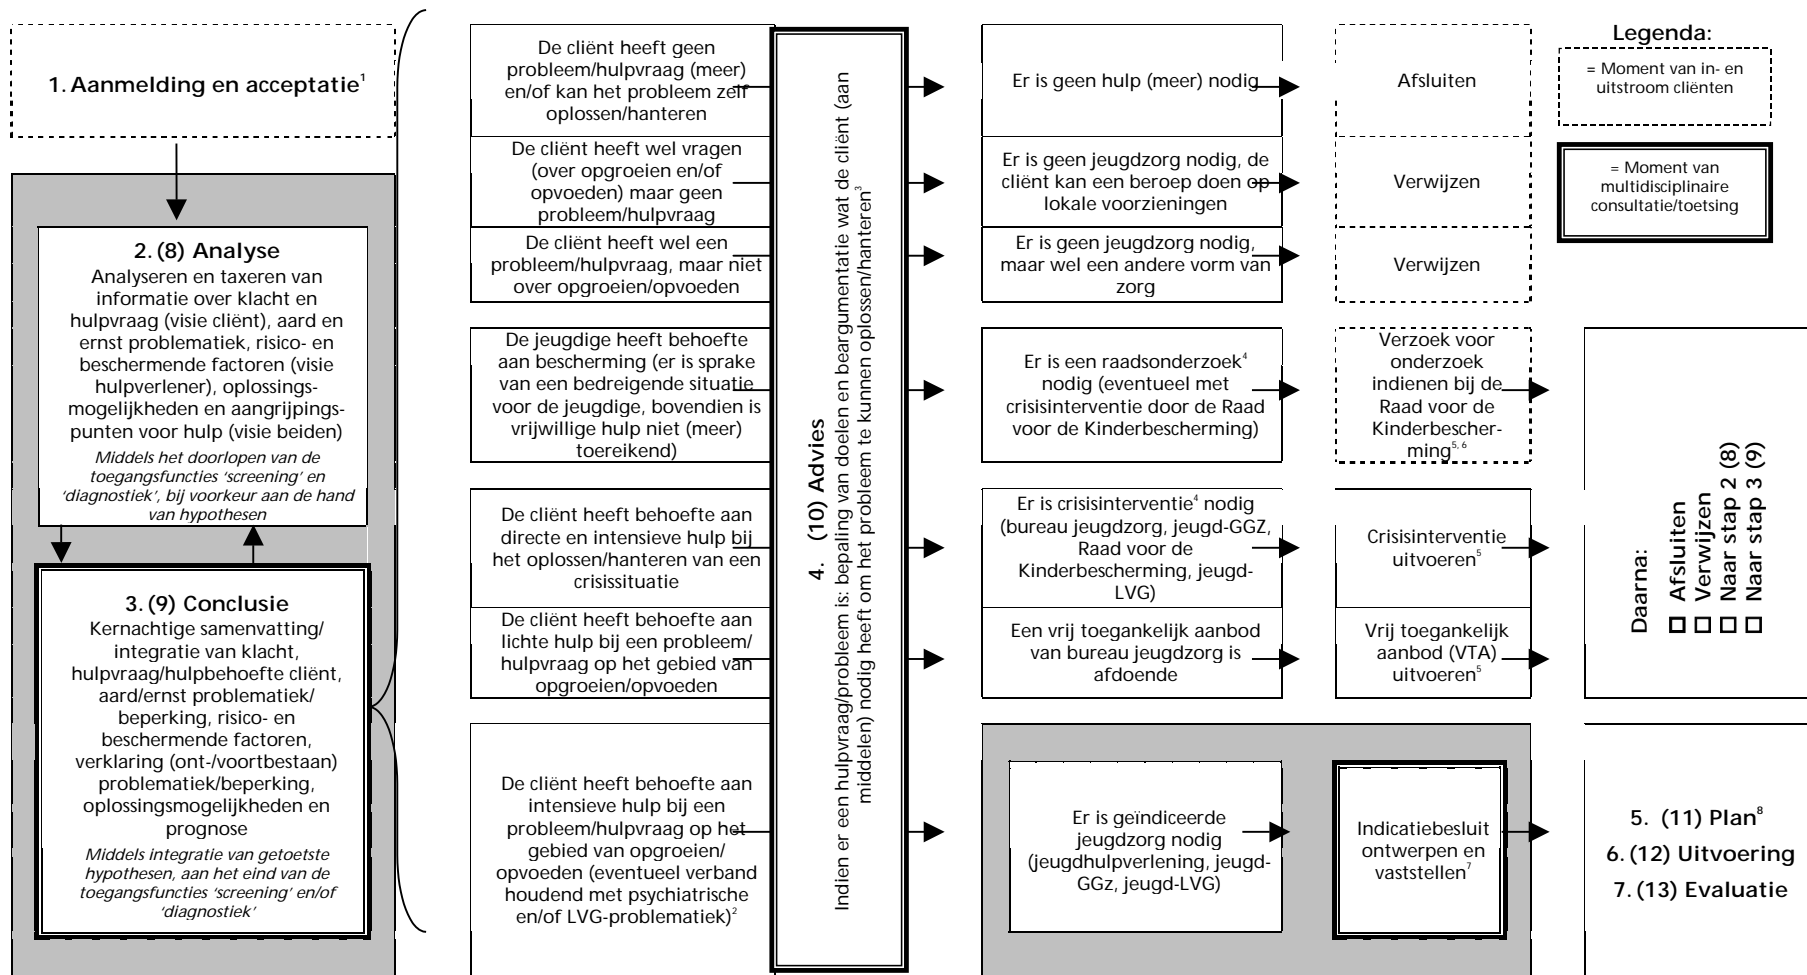 1. Aanmelding en acceptatie¹
2. (8) Analyse
Analyseren en taxeren van
informatie over klacht en
hulpvraag (visie cliënt), aard en
ernst problematiek, risico- en
beschermende factoren (visie
hulpverlener), oplossings-
mogelijkheden en aangrijpings-
punten voor hulp (visie beiden)
Middels het doorlopen van de
toegangsfuncties ‘screening’ en
‘diagnostiek’, bij voorkeur aan de hand
van hypothesen
3. (9) Conclusie
Kernachtige samenvatting/
integratie van klacht,
hulpvraag/hulpbehoefte cliënt,
aard/ernst problematiek/
beperking, risico- en
beschermende factoren,
verklaring (ont-/voortbestaan)
problematiek/beperking,
oplossingsmogelijkheden en
prognose
Middels integratie van getoetste
hypothesen, aan het eind van de
toegangsfuncties ‘screening’ en/of
‘diagnostiek’
De cliënt heeft geen
probleem/hulpvraag (meer)
en/of kan het probleem zelf
oplossen/hanteren
De cliënt heeft wel vragen
(over opgroeien en/of
opvoeden) maar geen
probleem/hulpvraag
De cliënt heeft wel een
probleem/hulpvraag, maar niet
over opgroeien/opvoeden
De jeugdige heeft behoefte
aan bescherming (er is sprake
van een bedreigende situatie
voor de jeugdige, bovendien is
vrijwillige hulp niet (meer)
toereikend)
De cliënt heeft behoefte aan
directe en intensieve hulp bij
het oplossen/hanteren van een
crisissituatie
De cliënt heeft behoefte aan
lichte hulp bij een probleem/
hulpvraag op het gebied van
opgroeien/opvoeden
De cliënt heeft behoefte aan
intensieve hulp bij een
probleem/hulpvraag op het
gebied van opgroeien/
opvoeden (eventueel verband
houdend met psychiatrische
en/of LVG-problematiek)²
4. (10) Advies
Indien er een hulpvraag/probleem is: bepaling van doelen en beargumentatie wat de cliënt (aan
middelen) nodig heeft om het probleem te kunnen oplossen/hanteren³
Er is geen hulp (meer) nodig
Er is geen jeugdzorg nodig, de
cliënt kan een beroep doen op
lokale voorzieningen
Er is geen jeugdzorg nodig,
maar wel een andere vorm van
zorg
Er is een raadsonderzoek⁴
nodig (eventueel met
crisisinterventie door de Raad
voor de Kinderbescherming)
Er is crisisinterventie⁴ nodig
(bureau jeugdzorg, jeugd-GGZ,
Raad voor de
Kinderbescherming, jeugd-
LVG)
Een vrij toegankelijk aanbod
van bureau jeugdzorg is
afdoende
Er is geïndiceerde
jeugdzorg nodig
(jeugdhulpverlening, jeugd-
GGz, jeugd-LVG)
Afsluiten
Verwijzen
Verwijzen
Verzoek voor
onderzoek
indienen bij de
Raad voor de
Kinderbescher-
ming⁵,⁶
Crisisinterventie
uitvoeren⁵
Vrij toegankelijk
aanbod (VTA)
uitvoeren⁵
Indicatiebesluit
ontwerpen en
vaststellen⁷
Legenda:
= Moment van in- en
uitstroom cliënten
= Moment van
multidisciplinaire
consultatie/toetsing
Daarna:
Afsluiten
Verwijzen
Naar stap 2 (8)
Naar stap 3 (9)
5. (11) Plan⁸
6. (12) Uitvoering
7. (13) Evaluatie